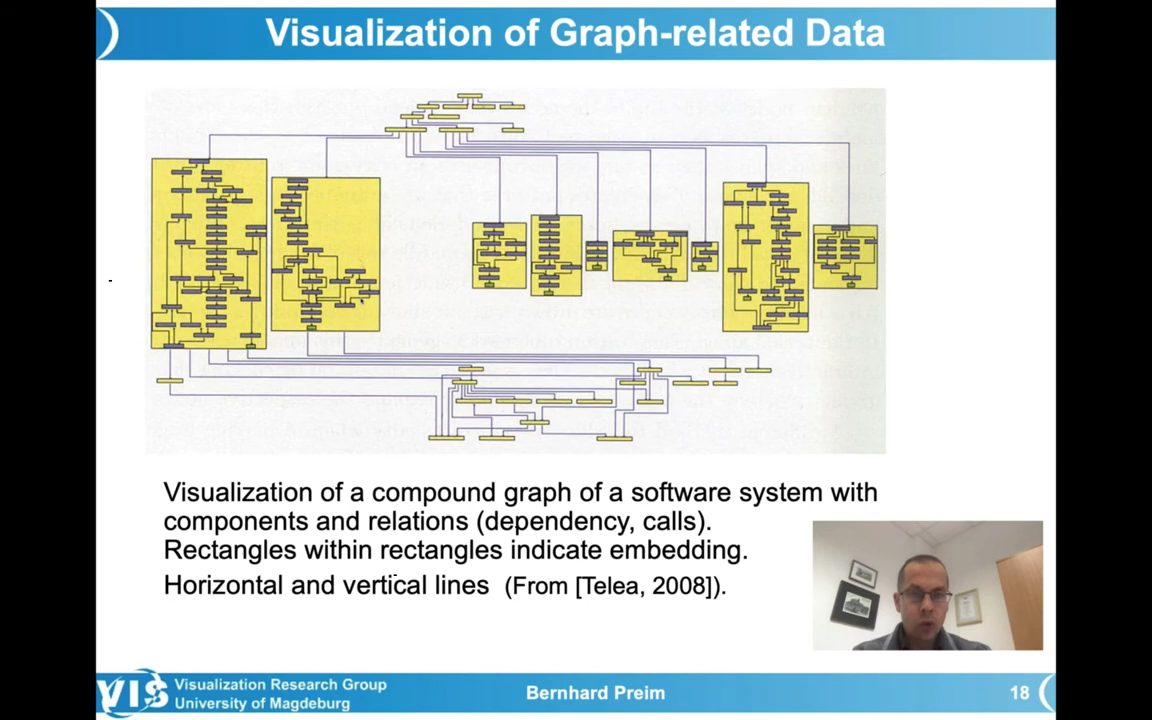 Visualization of Graph-related Data
Visualization of a compound graph of a software system with
components and relations (dependency, calls).
Rectangles within rectangles indicate embedding.
Horizontal and vertical lines (From [Telea, 2008]).
VIS
Visualization Research Group
University of Magdeburg
Bernhard Preim
18